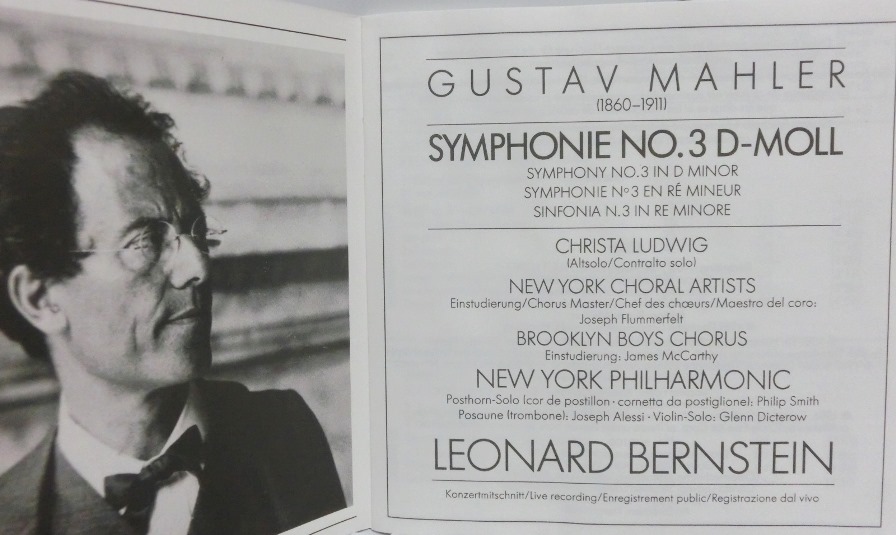 GUSTAV MAHLER
(1860–1911)
SYMPHONIE NO. 3 D-MOLL
SYMPHONY NO. 3 IN D MINOR
SYMPHONIE Nº 3 EN RÉ MINEUR
SINFONIA N. 3 IN RE MINORE
CHRISTA LUDWIG
(Altsolo/Contralto solo)
NEW YORK CHORAL ARTISTS
Einstudierung/Chorus Master/Chef des chœurs/Maestro del coro:
Joseph Flummerfelt
BROOKLYN BOYS CHORUS
Einstudierung: James McCarthy
NEW YORK PHILHARMONIC
Posthorn-Solo (cor de postillon · cornetta da postiglione): Philip Smith
Posaune (trombone): Joseph Alessi · Violin-Solo: Glenn Dicterow
LEONARD BERNSTEIN
Konzertmitschnitt/Live recording/Enregistrement public/Registrazione dal vivo